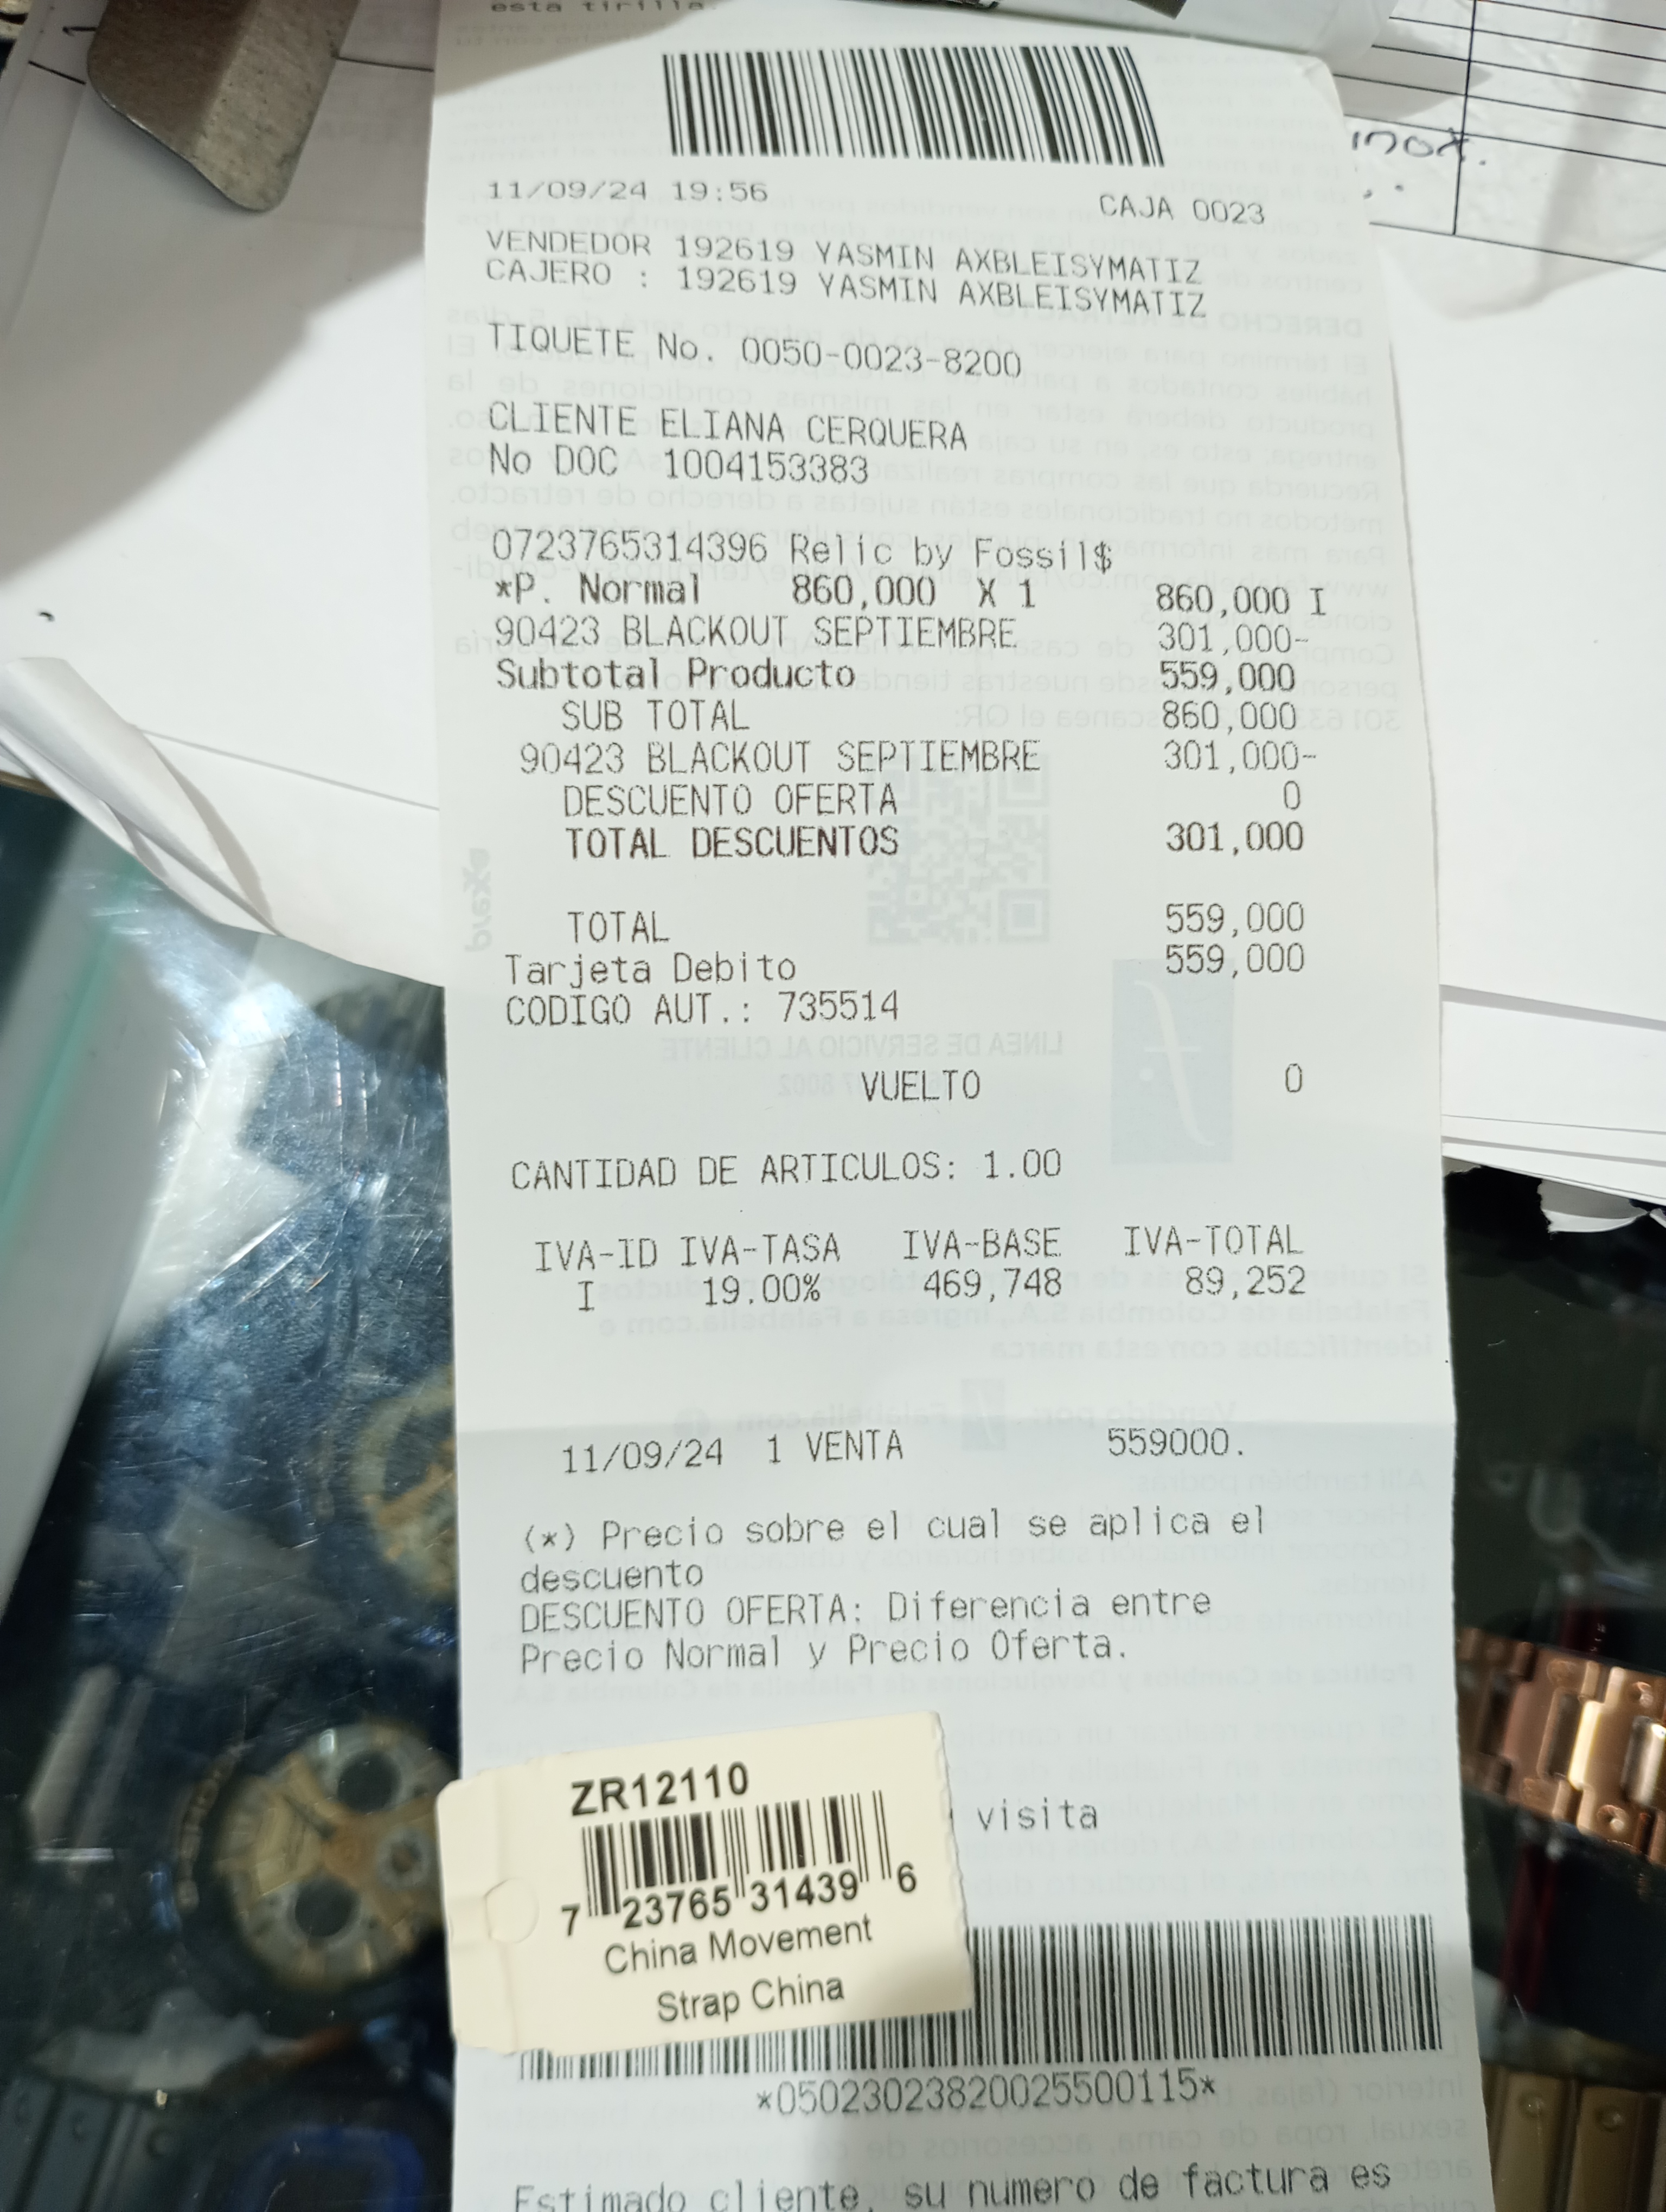 esta tirilla.
11/09/24 19:56 CAJA 0023
VENDEDOR 192619 YASMIN AXBLEISYMATIZ
CAJERO : 192619 YASMIN AXBLEISYMATIZ
TIQUETE No. 0050-0023-8200
CLIENTE ELIANA CERQUERA
No DOC 1004153383
0723765314396 Relic by Fossil$
*P. Normal 860,000 X 1 860,000 I
90423 BLACKOUT SEPTIEMBRE 301,000-
Subtotal Producto 559,000
SUB TOTAL 860,000
90423 BLACKOUT SEPTIEMBRE 301,000-
DESCUENTO OFERTA 0
TOTAL DESCUENTOS 301,000
TOTAL 559,000
Tarjeta Debito 559,000
CODIGO AUT.: 735514
VUELTO 0
CANTIDAD DE ARTICULOS: 1.00
IVA-ID IVA-TASA IVA-BASE IVA-TOTAL
I 19.00% 469,748 89,252
11/09/24 1 VENTA 559000.
(*) Precio sobre el cual se aplica el
descuento
DESCUENTO OFERTA: Diferencia entre
Precio Normal y Precio Oferta.
visita
ZR12110
7 23765 31439 6
China Movement
Strap China
*050230238200255001​15*
Estimado cliente, su numero de factura es